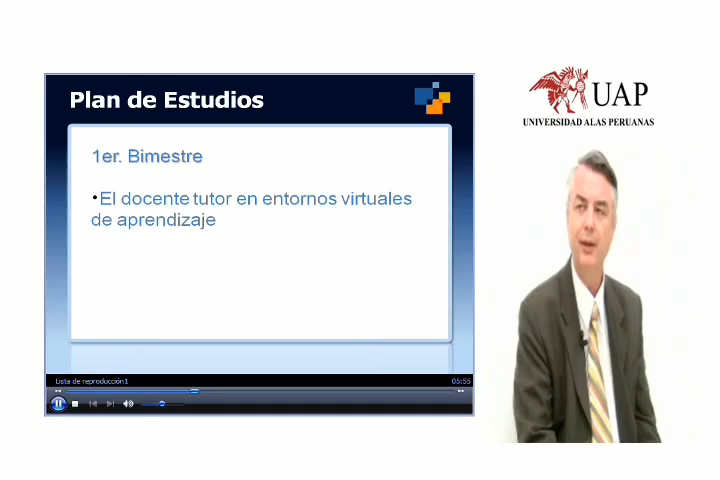 Plan de Estudios
1er. Bimestre
•El docente tutor en entornos virtuales
de aprendizaje
Lista de reproducción1
05:55
UAP
UNIVERSIDAD ALAS PERUANAS